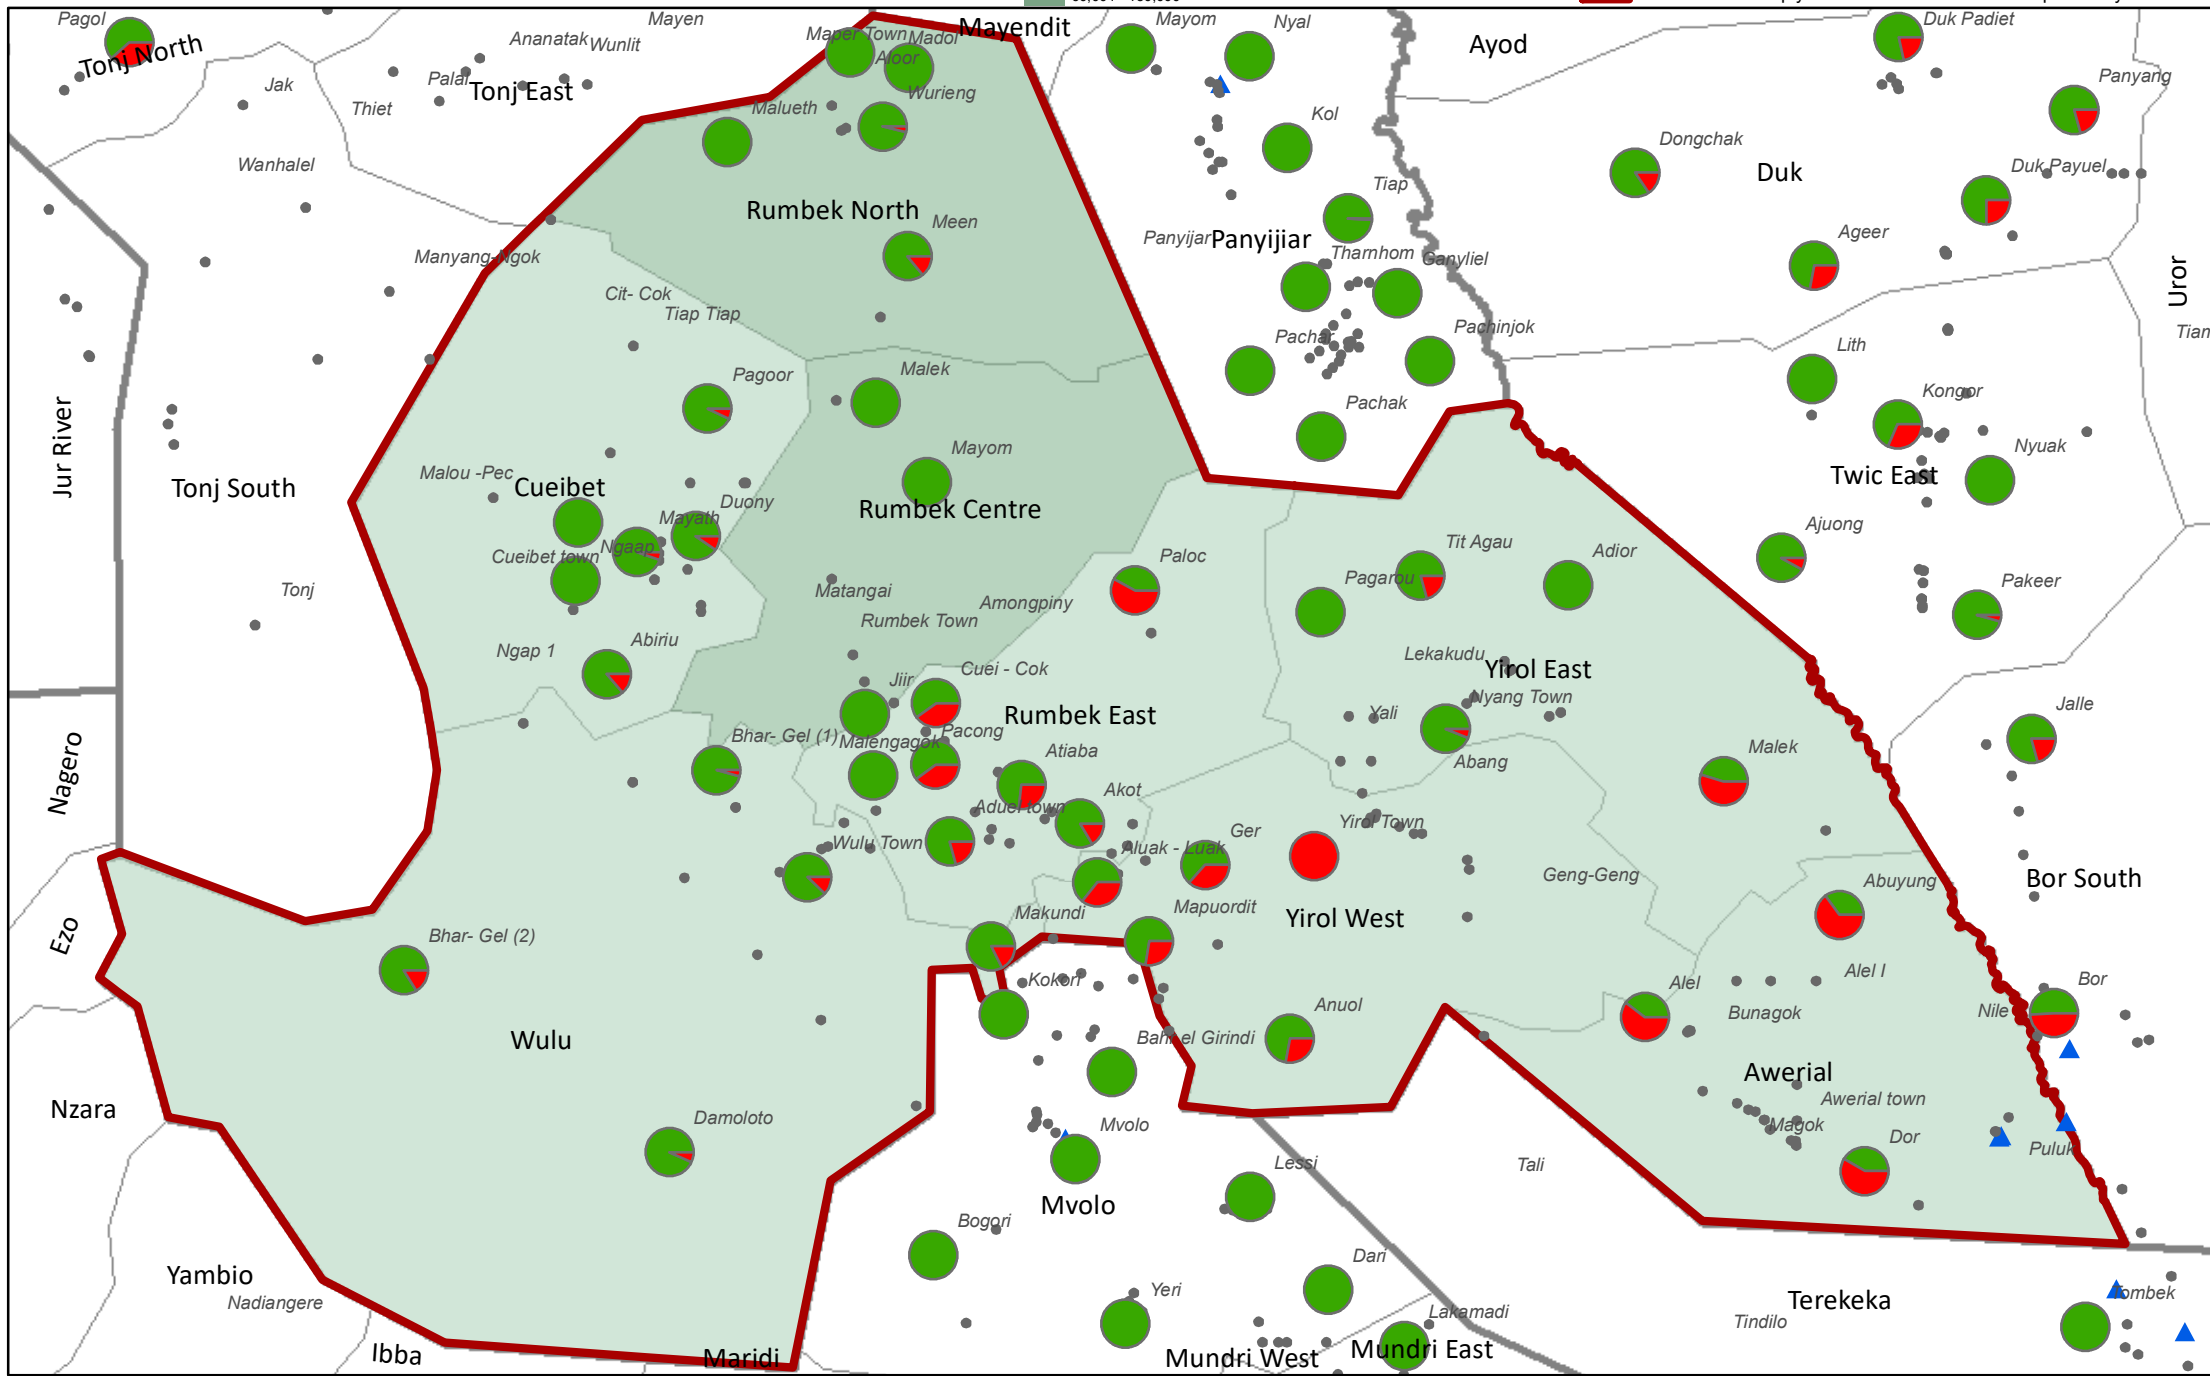 Pagol
Tonj North
Mayen
Ananatak
Wunlit
Palal
Tonj East
Jak
Thiet
Wanhalel
Maper Town
Madol
Mayendit
Aloor
Wurieng
Malueth
Mayom
Nyal
Ayod
Duk Padiet
Panyang
Kol
Dongchak
Duk
Duk Payuel
Tiap
Rumbek North
Meen
Panyijar
Panyijiar
Tharnhom
Ganyliel
Ageer
Uror
Manyang-Ngok
Cit- Cok
Tiap Tiap
Pachar
Pachinjok
Lith
Tian
Pagoor
Malek
Pachak
Kongor
Jur River
Mayom
Nyuak
Tonj South
Malou -Pec
Cueibet
Duony
Rumbek Centre
Twic East
Mayath
Ngaap
Cueibet town
Paloc
Tit Agau
Adior
Ajuong
Tonj
Matangai
Amongpiny
Pagarou
Pakeer
Rumbek Town
Ngap 1
Abiriu
Jiir
Cuei - Cok
Lekakudu
Yirol East
Rumbek East
Nyang Town
Yali
Jalle
Nagero
Bhar- Gel (1)
Malengagok
Pacong
Atiaba
Abang
Malek
Akot
Aduel town
Wulu Town
Aluak - Luak
Ger
Yirol Town
Geng-Geng
Abuyung
Bor South
Ezo
Bhar- Gel (2)
Makundi
Mapuordit
Yirol West
Kokori
Alel
Alel I
Bor
Nile
Anuol
Bunagok
Wulu
Bahr el Girindi
Awerial
Nzara
Awerial town
Magok
Damoloto
Mvolo
Dor
Puluk
Tali
Lessi
Mvolo
Bogori
Yambio
Nadiangere
Dari
Yeri
Lakamadi
Terekeka
Tindilo
Tombek
Ibba
Maridi
Mundri West
Mundri East